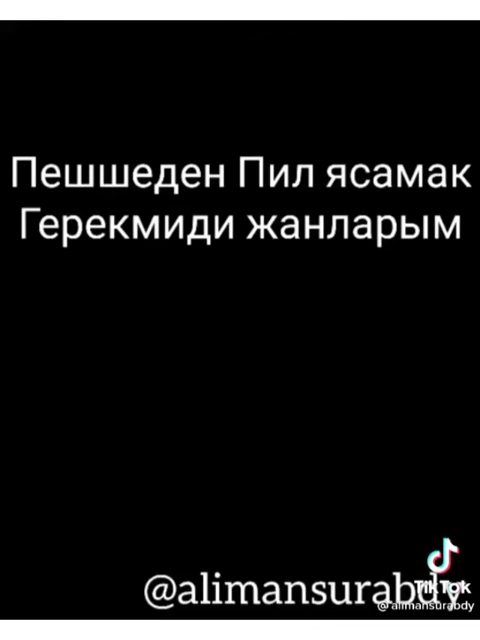 Пешшеден Пил ясамак
Герекмиди жанларым
@alimansurabdy
TikTok
@alimansurabdy